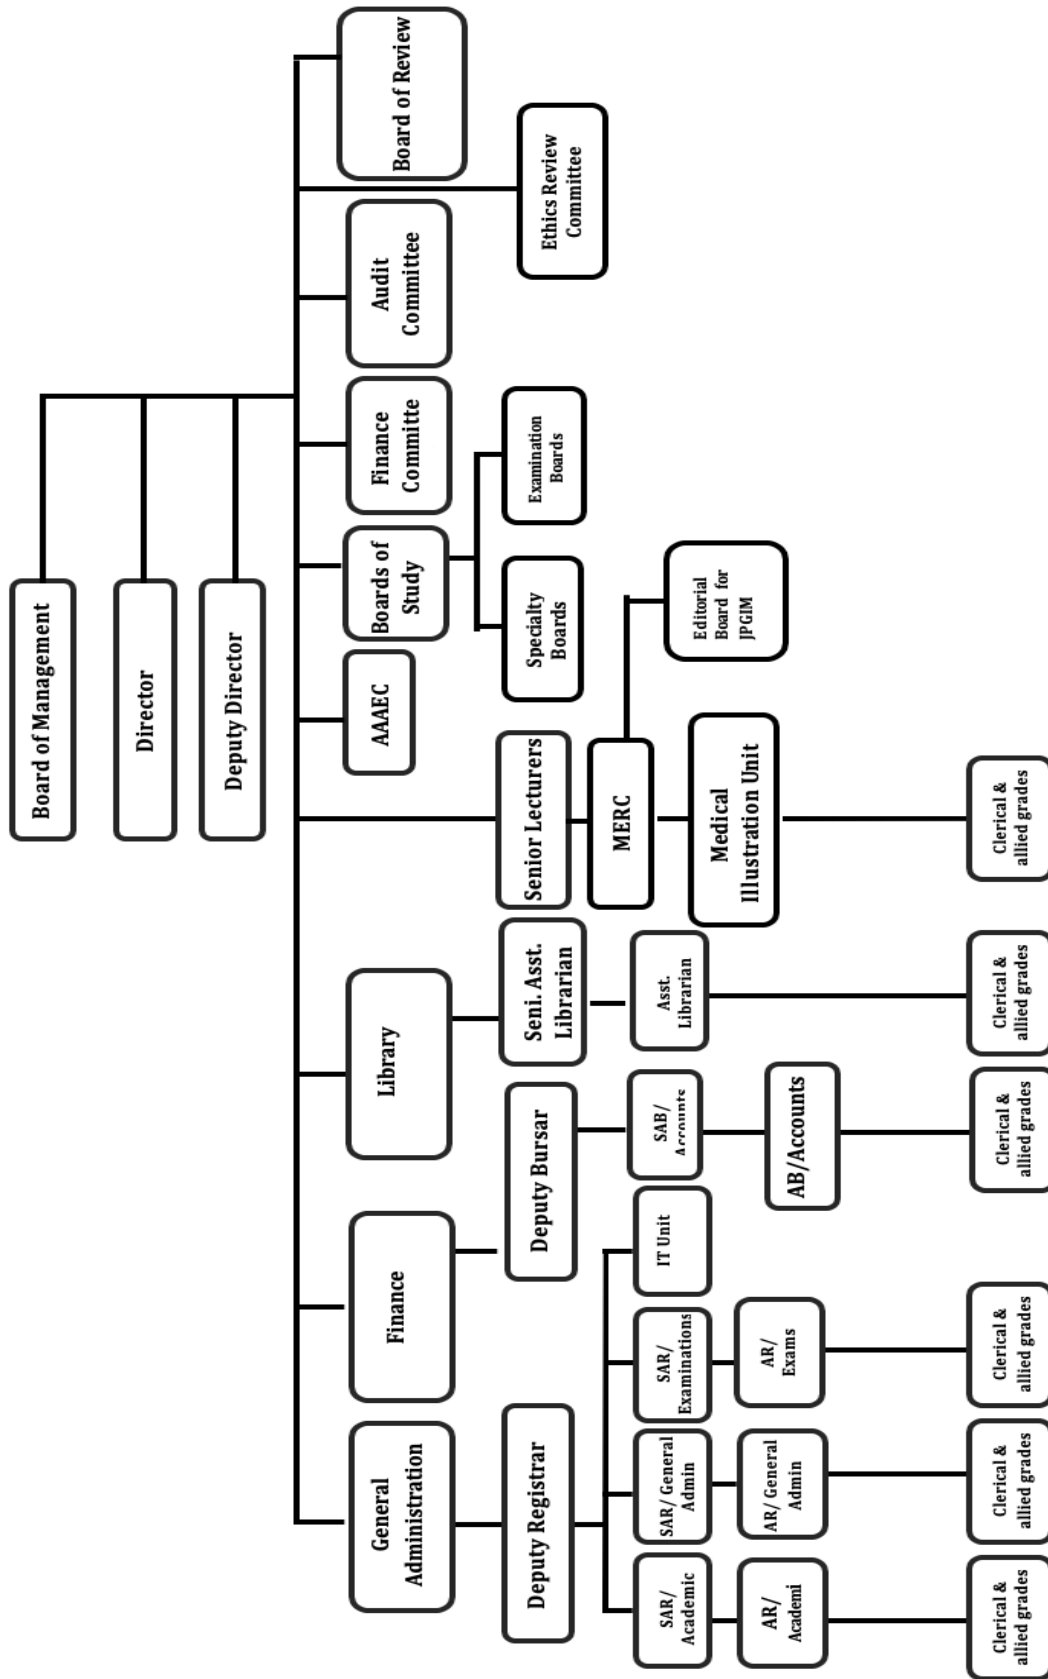 Board of Management
Director
Deputy Director
General
Administration
Finance
Library
AAAEC
Boards of
Study
Finance
Committe
Audit
Committee
Board of Review
Deputy Registrar
Deputy Bursar
Seni. Asst.
Librarian
Senior Lecturers
Specialty
Boards
Examination
Boards
Ethics Review
Committee
SAR/
Academic
SAR/ General
Admin
SAR/
Examinations
IT Unit
SAB/
Accounts
Asst.
Librarian
MERC
Editorial
Board for
JPGIM
AR/
Academi
AR/ General
Admin
AR/
Exams
AB/Accounts
Medical
Illustration Unit
Clerical &
allied grades
Clerical &
allied grades
Clerical &
allied grades
Clerical &
allied grades
Clerical &
allied grades
Clerical &
allied grades